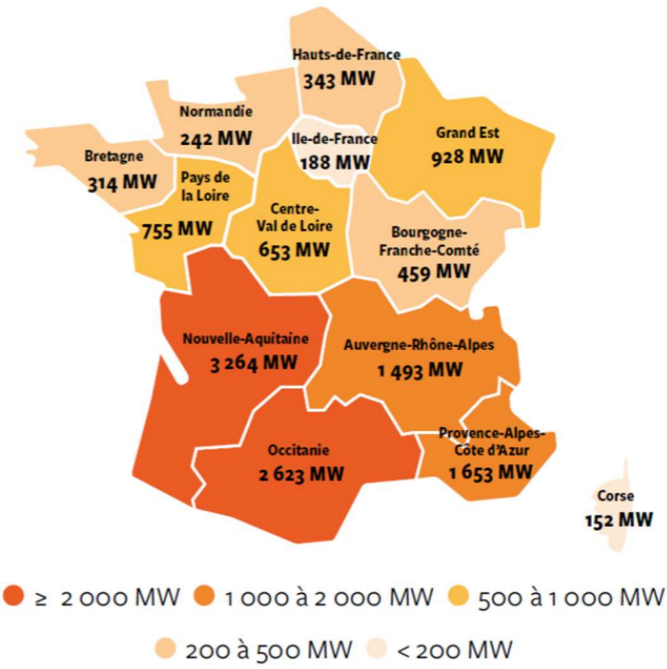 Hauts-de-France
343 MW
Normandie
242 MW
Ile-de-France
188 MW
Grand Est
928 MW
Bretagne
314 MW
Pays de
la Loire
755 MW
Centre-
Val de Loire
653 MW
Bourgogne-
Franche-Comté
459 MW
Nouvelle-Aquitaine
3 264 MW
Auvergne-Rhône-Alpes
1 493 MW
Occitanie
2 623 MW
Provence-Alpes-
Côte d'Azur
1 653 MW
Corse
152 MW
≥ 2 000 MW 1 000 à 2 000 MW 500 à 1 000 MW
200 à 500 MW < 200 MW